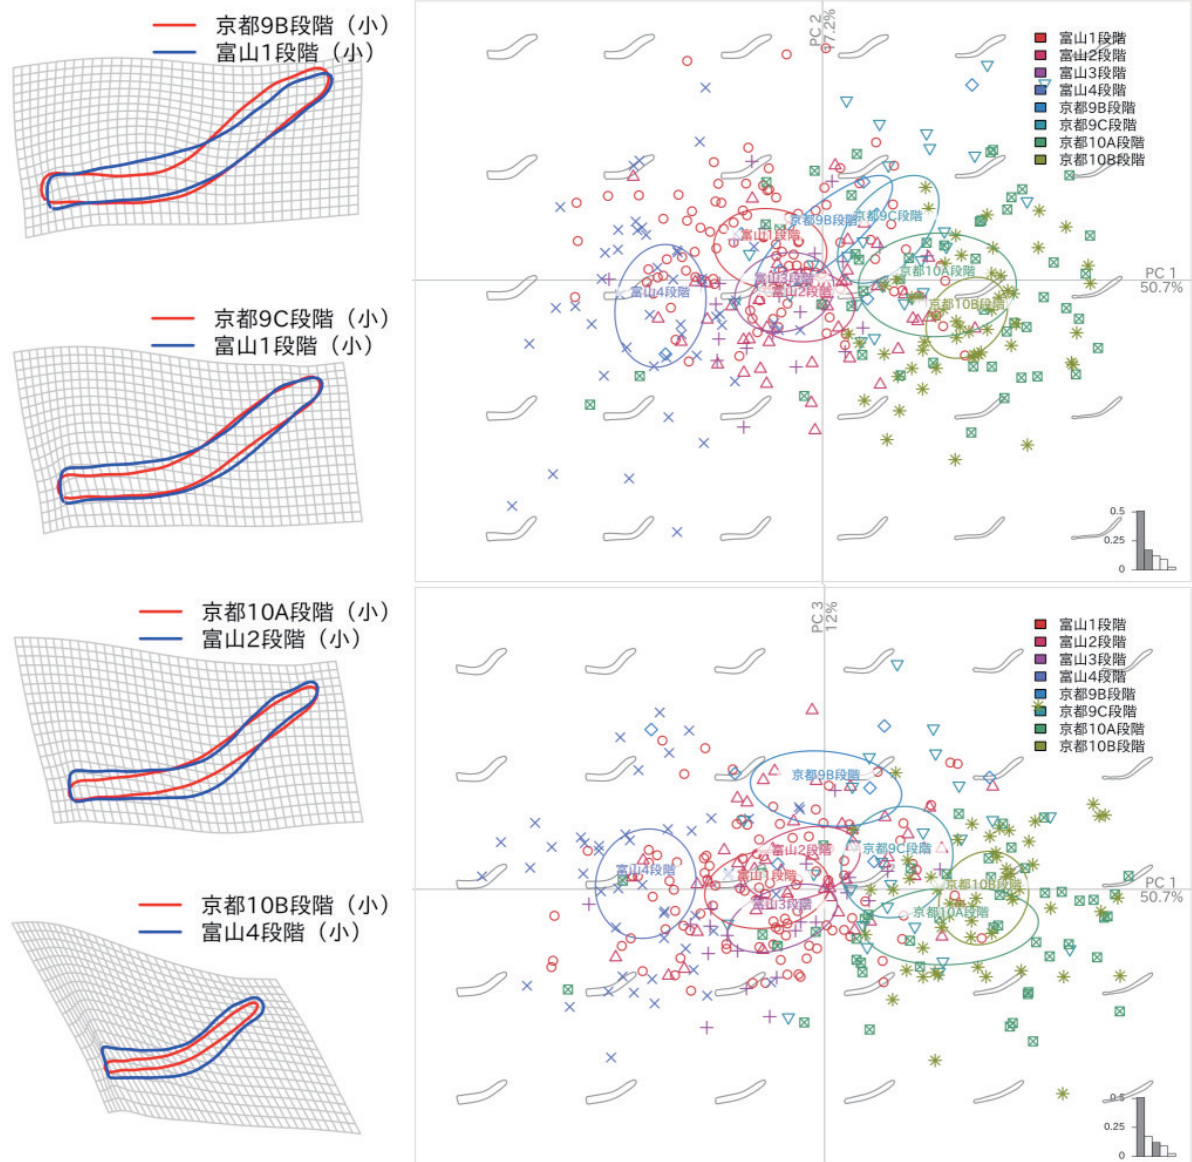 京都9B段階（小）
富山1段階（小）
京都9C段階（小）
富山1段階（小）
京都10A段階（小）
富山2段階（小）
京都10B段階（小）
富山4段階（小）
PC 2
17.2%
富山1段階
富山2段階
富山3段階
富山4段階
京都9B段階
京都9C段階
京都10A段階
京都10B段階
京都9B段階
京都9C段階
富山1段階
京都10A段階
富山3段階
富山2段階
富山4段階
京都10B段階
PC 1
50.7%
0.5
0.25
0
PC 3
12%
富山1段階
富山2段階
富山3段階
富山4段階
京都9B段階
京都9C段階
京都10A段階
京都10B段階
京都9B段階
富山2段階
京都9C段階
富山4段階
富山1段階
京都10B段階
富山3段階
京都10A段階
PC 1
50.7%
0.5
0.25
0